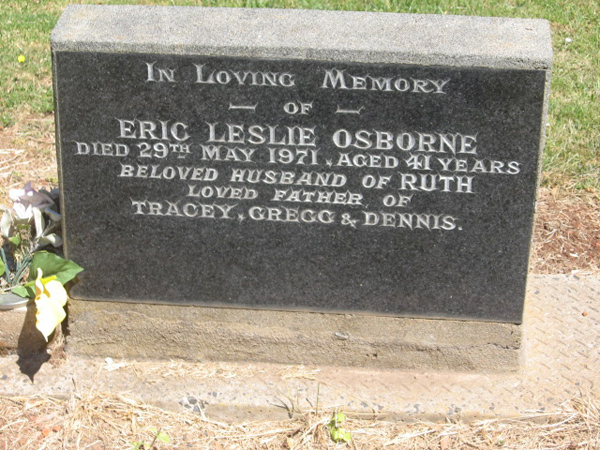 IN LOVING MEMORY
— OF —
ERIC LESLIE OSBORNE
DIED 29TH MAY 1971, AGED 41 YEARS
BELOVED HUSBAND OF RUTH
LOVED FATHER OF
TRACEY, GREGG & DENNIS.